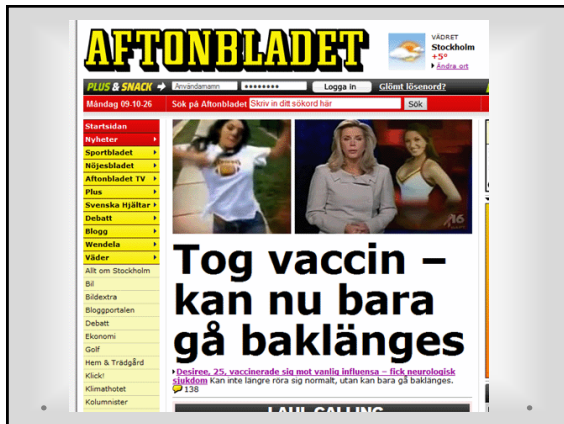 AFTONBLADET
VÄDRET
Stockholm
+5°
Ändra ort
PLUS & SNACK Användarnamn Logga in Glömt lösenord?
Måndag 09-10-26 Sök på Aftonbladet Skriv in ditt sökord här Sök
Startsidan
Nyheter
Sportbladet
Nöjesbladet
Aftonbladet TV
Plus
Svenska Hjältar
Debatt
Blogg
Wendela
Väder
Allt om Stockholm
Bil
Bildextra
Bloggportalen
Debatt
Ekonomi
Golf
Hem & Trädgård
Klick!
Klimathotet
Kolumnister
Tog vaccin –
kan nu bara
gå baklänges
Desiree, 25, vaccinerade sig mot vanlig influensa – fick neurologisk
sjukdom Kan inte längre röra sig normalt, utan kan bara gå baklänges.
138